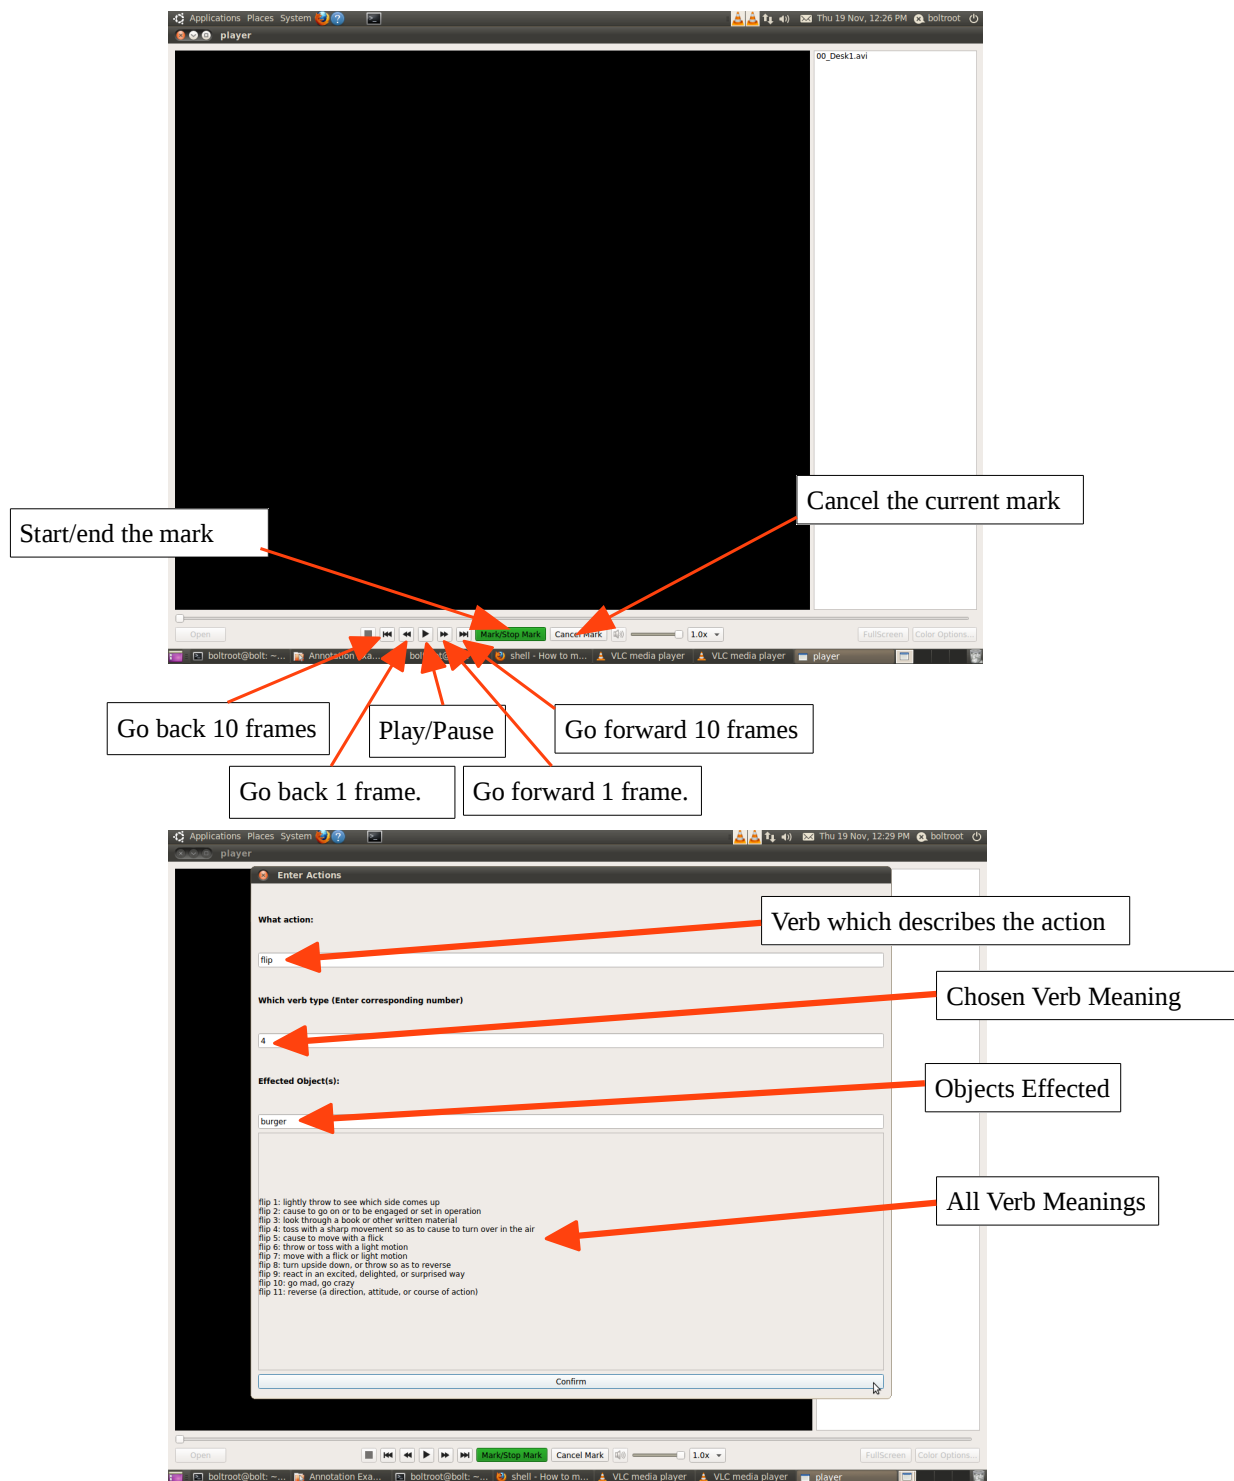 Applications Places System Thu 19 Nov, 12:26 PM boltroot
player
00_Desk1.avi
Cancel the current mark
Start/end the mark
Open Mark/Stop Mark Cancel Mark 1.0x FullScreen Color Options...
boltroot@bolt: ~... Annotation Exa... shell - How to m... VLC media player VLC media player player
Go back 10 frames Play/Pause Go forward 10 frames
Go back 1 frame. Go forward 1 frame.
Applications Places System Thu 19 Nov, 12:29 PM boltroot
player
Enter Actions
What action:
Verb which describes the action
flip
Which verb type (Enter corresponding number)
Chosen Verb Meaning
4
Effected Object(s):
Objects Effected
burger
All Verb Meanings
flip 1: lightly throw to see which side comes up
flip 2: cause to go on or to be engaged or set in operation
flip 3: look through a book or other written material
flip 4: toss with a sharp movement so as to cause to turn over in the air
flip 5: cause to move with a flick
flip 6: throw or toss with a light motion
flip 7: move with a flick or light motion
flip 8: turn upside down, or throw so as to reverse
flip 9: react in an excited, delighted, or surprised way
flip 10: go mad, go crazy
flip 11: reverse (a direction, attitude, or course of action)
Confirm
Open Mark/Stop Mark Cancel Mark 1.0x FullScreen Color Options...
boltroot@bolt: ~... Annotation Exa... boltroot@bolt: ~... shell - How to m... VLC media player VLC media player player